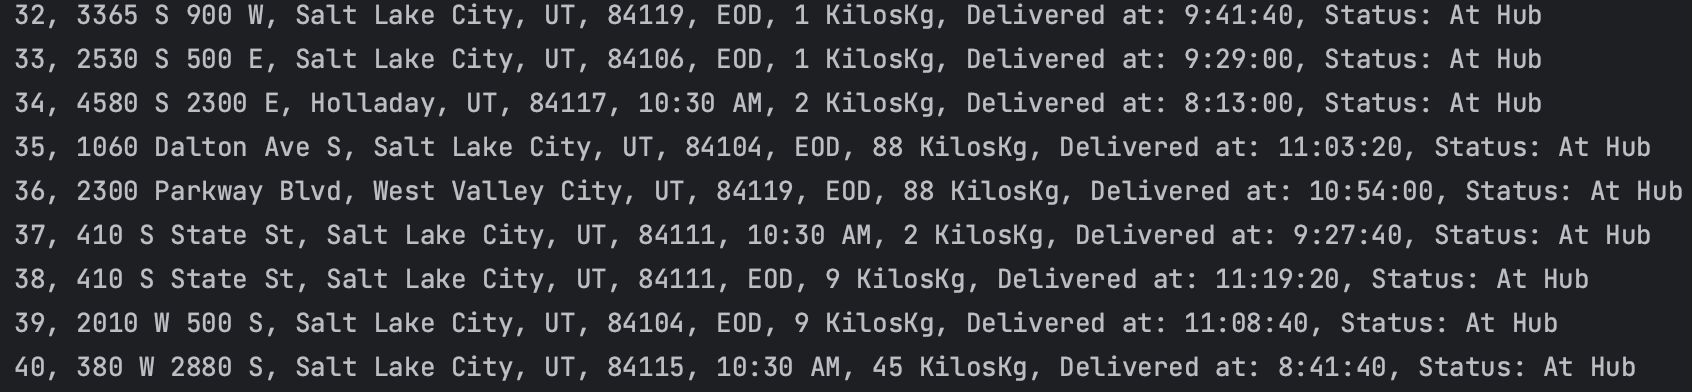 32, 3365 S 900 W, Salt Lake City, UT, 84119, EOD, 1 KilosKg, Delivered at: 9:41:40, Status: At Hub
33, 2530 S 500 E, Salt Lake City, UT, 84106, EOD, 1 KilosKg, Delivered at: 9:29:00, Status: At Hub
34, 4580 S 2300 E, Holladay, UT, 84117, 10:30 AM, 2 KilosKg, Delivered at: 8:13:00, Status: At Hub
35, 1060 Dalton Ave S, Salt Lake City, UT, 84104, EOD, 88 KilosKg, Delivered at: 11:03:20, Status: At Hub
36, 2300 Parkway Blvd, West Valley City, UT, 84119, EOD, 88 KilosKg, Delivered at: 10:54:00, Status: At Hub
37, 410 S State St, Salt Lake City, UT, 84111, 10:30 AM, 2 KilosKg, Delivered at: 9:27:40, Status: At Hub
38, 410 S State St, Salt Lake City, UT, 84111, EOD, 9 KilosKg, Delivered at: 11:19:20, Status: At Hub
39, 2010 W 500 S, Salt Lake City, UT, 84104, EOD, 9 KilosKg, Delivered at: 11:08:40, Status: At Hub
40, 380 W 2880 S, Salt Lake City, UT, 84115, 10:30 AM, 45 KilosKg, Delivered at: 8:41:40, Status: At Hub